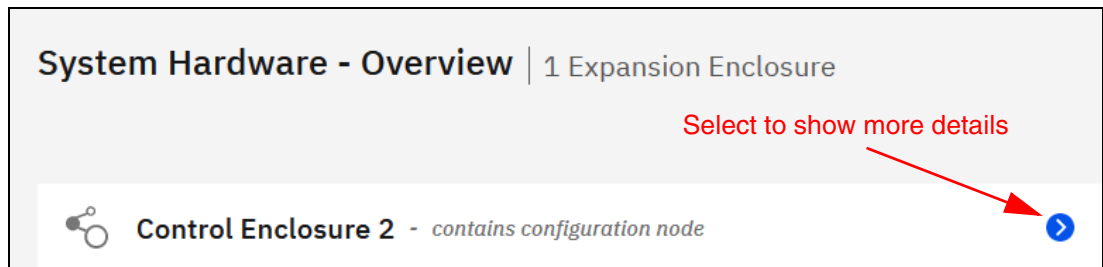 System Hardware - Overview | 1 Expansion Enclosure
Select to show more details
Control Enclosure 2 - contains configuration node